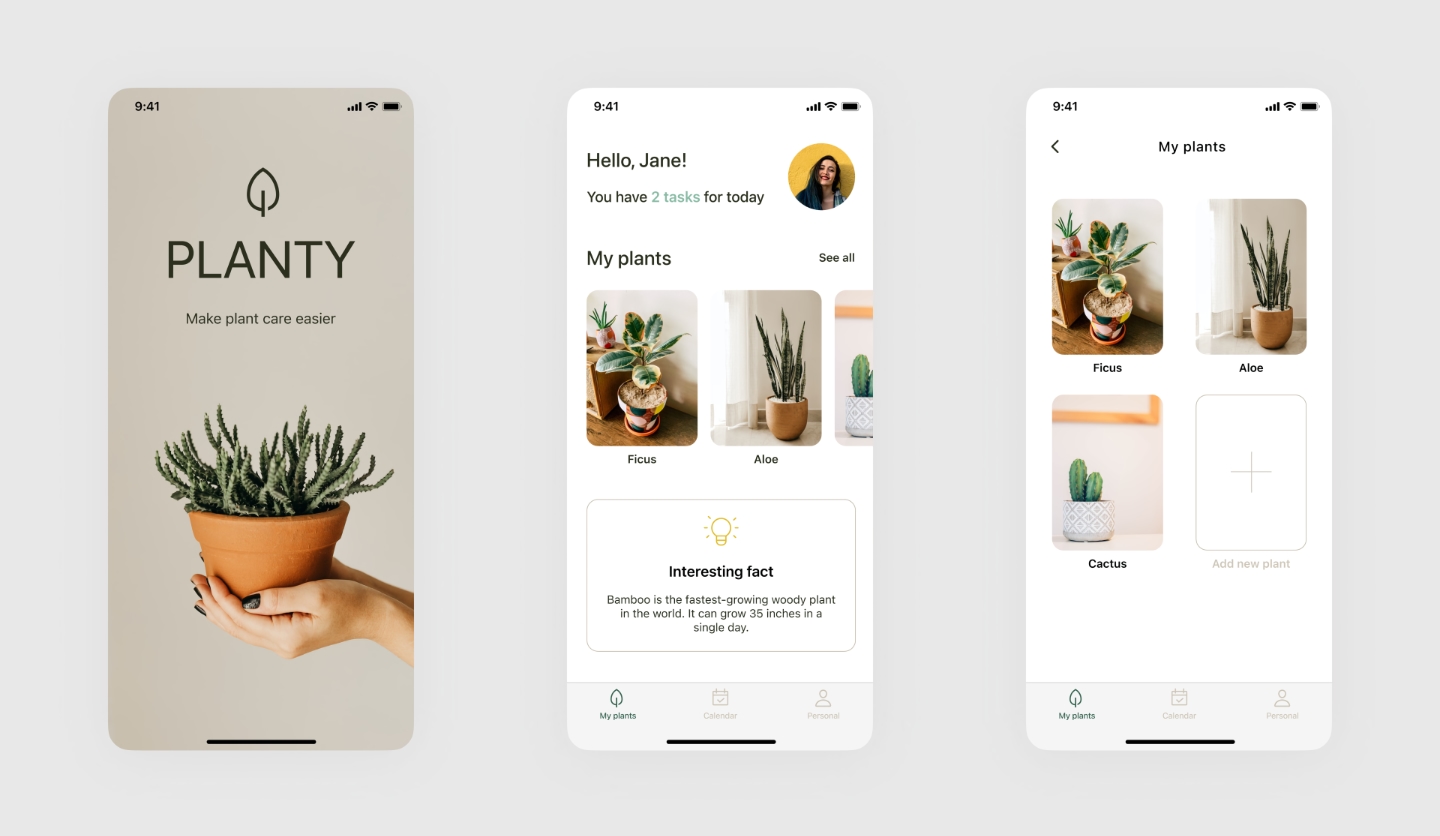 9:41
PLANTY
Make plant care easier
9:41
Hello, Jane!
You have 2 tasks for today
My plants
See all
Ficus
Aloe
Interesting fact
Bamboo is the fastest-growing woody plant
in the world. It can grow 35 inches in a
single day.
My plants
Calendar
Personal
9:41
My plants
Ficus
Aloe
Cactus
Add new plant
My plants
Calendar
Personal